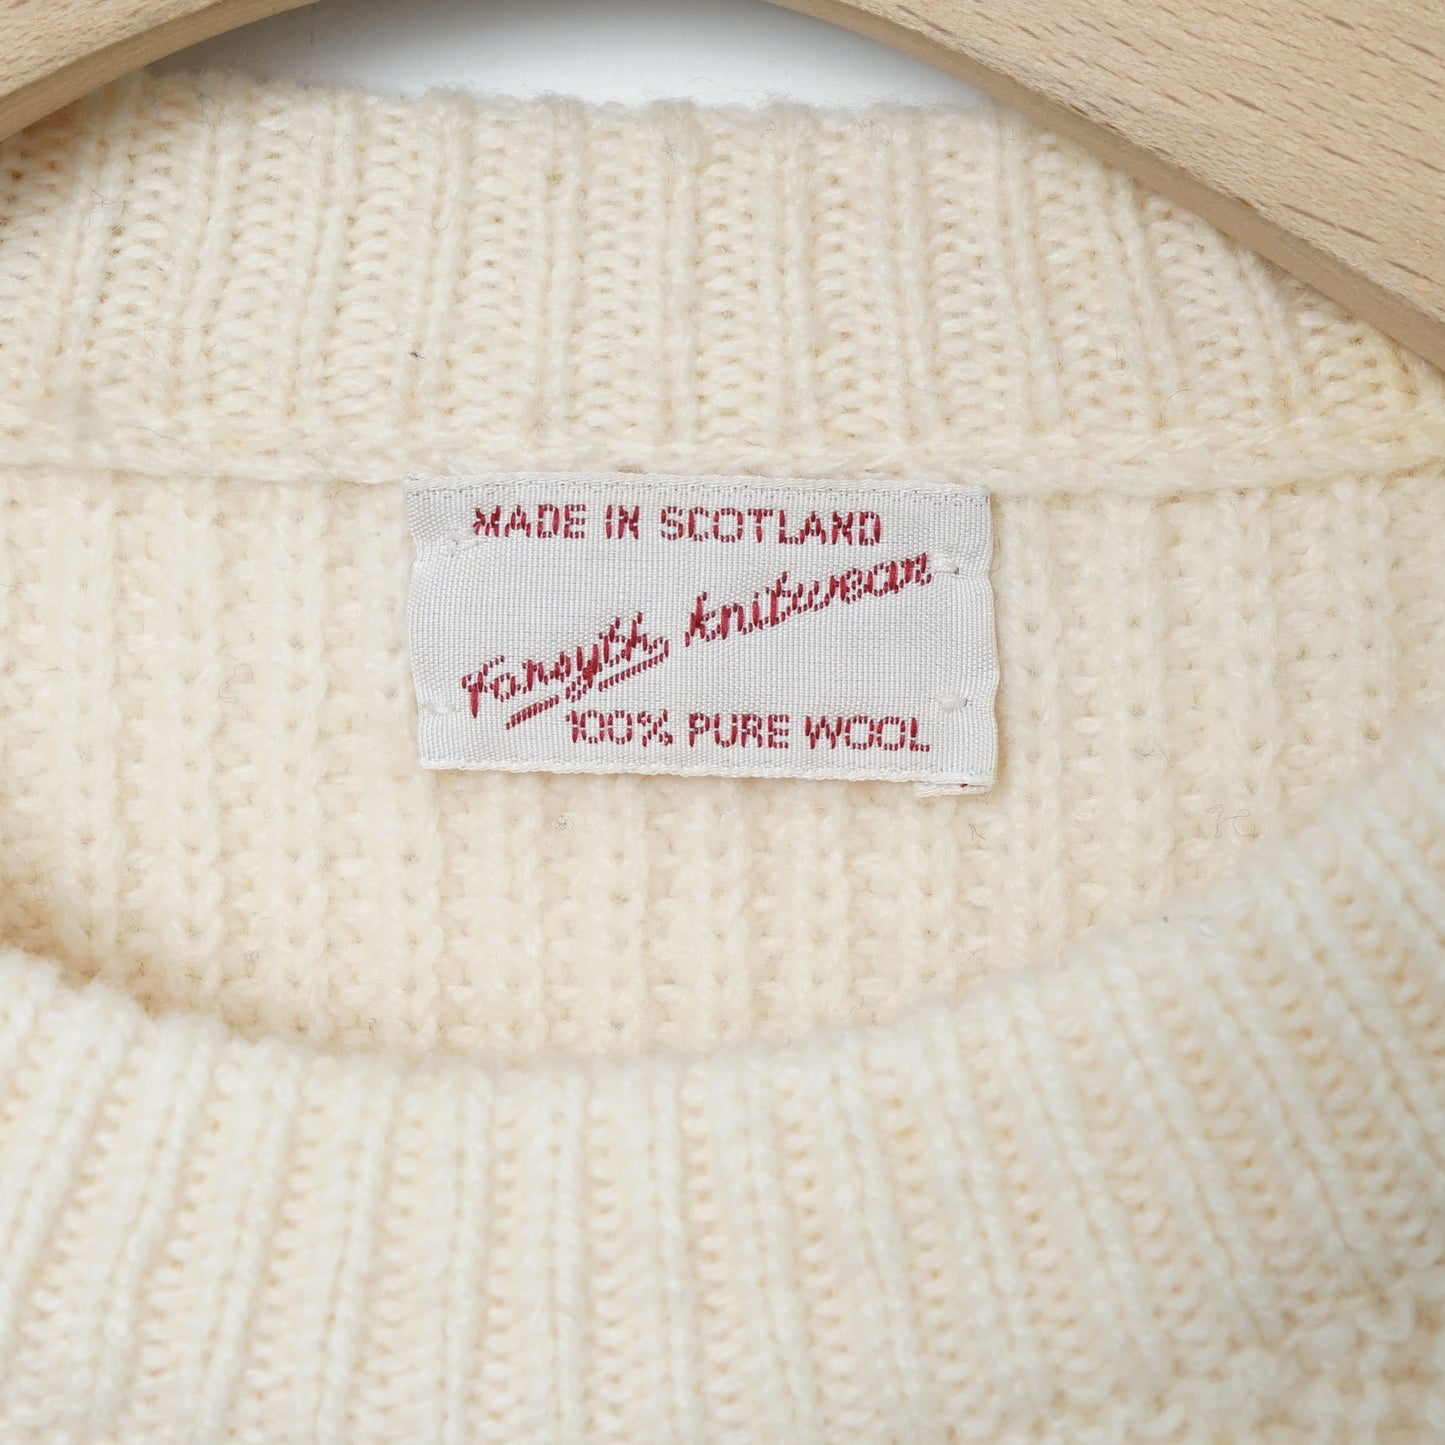 MADE IN SCOTLAND
Forsyth knitwear
100% PURE WOOL